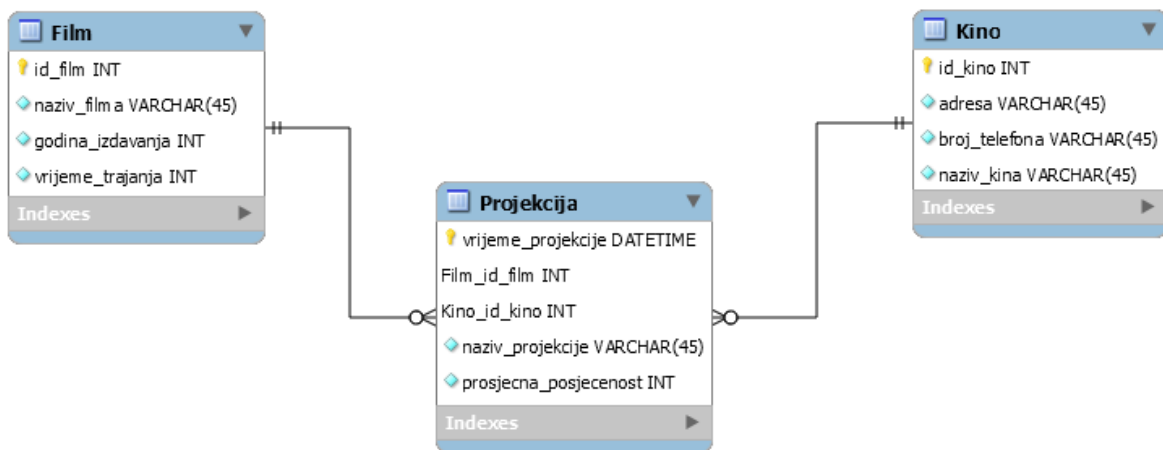 Film
id_film INT
naziv_filma VARCHAR(45)
godina_izdavanja INT
vrijeme_trajanja INT
Indexes
Projekcija
vrijeme_projekcije DATETIME
Film_id_film INT
Kino_id_kino INT
naziv_projekcije VARCHAR(45)
prosjecna_posjecenost INT
Indexes
Kino
id_kino INT
adresa VARCHAR(45)
broj_telefona VARCHAR(45)
naziv_kina VARCHAR(45)
Indexes